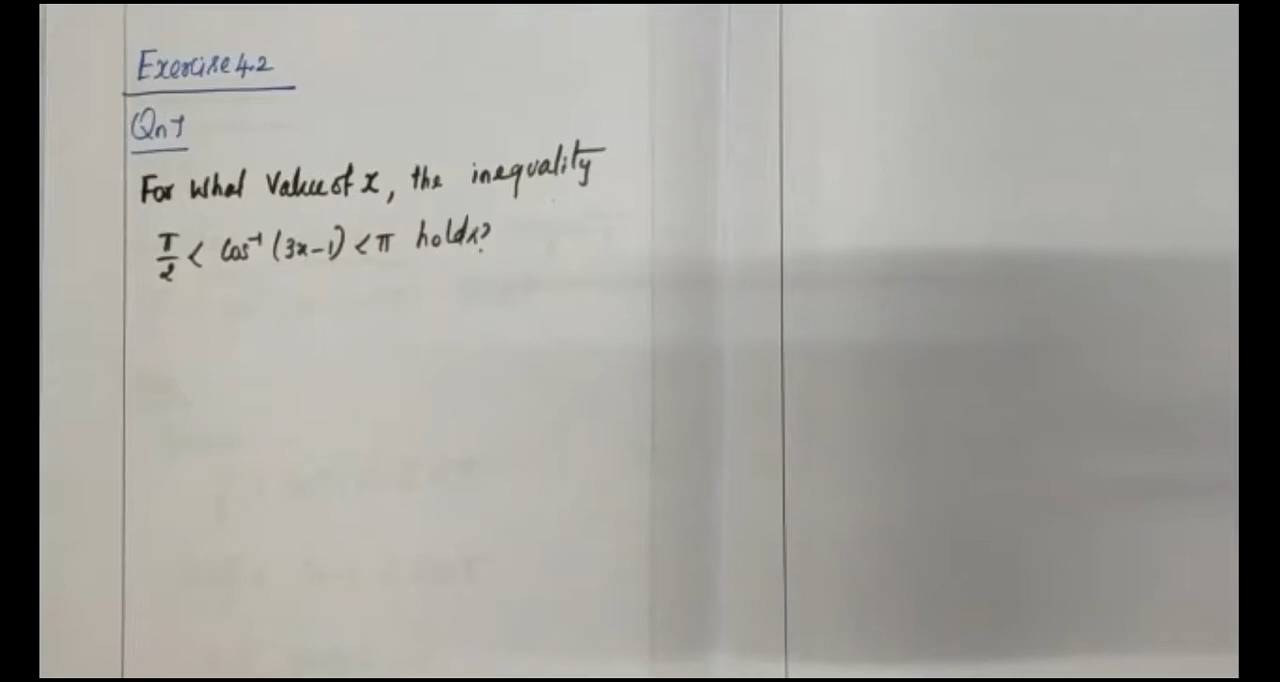 Exercise 4.2
Qn 7
For what value of x, the inequality
π/2 < cos⁻¹ (3x-1) < π holds?